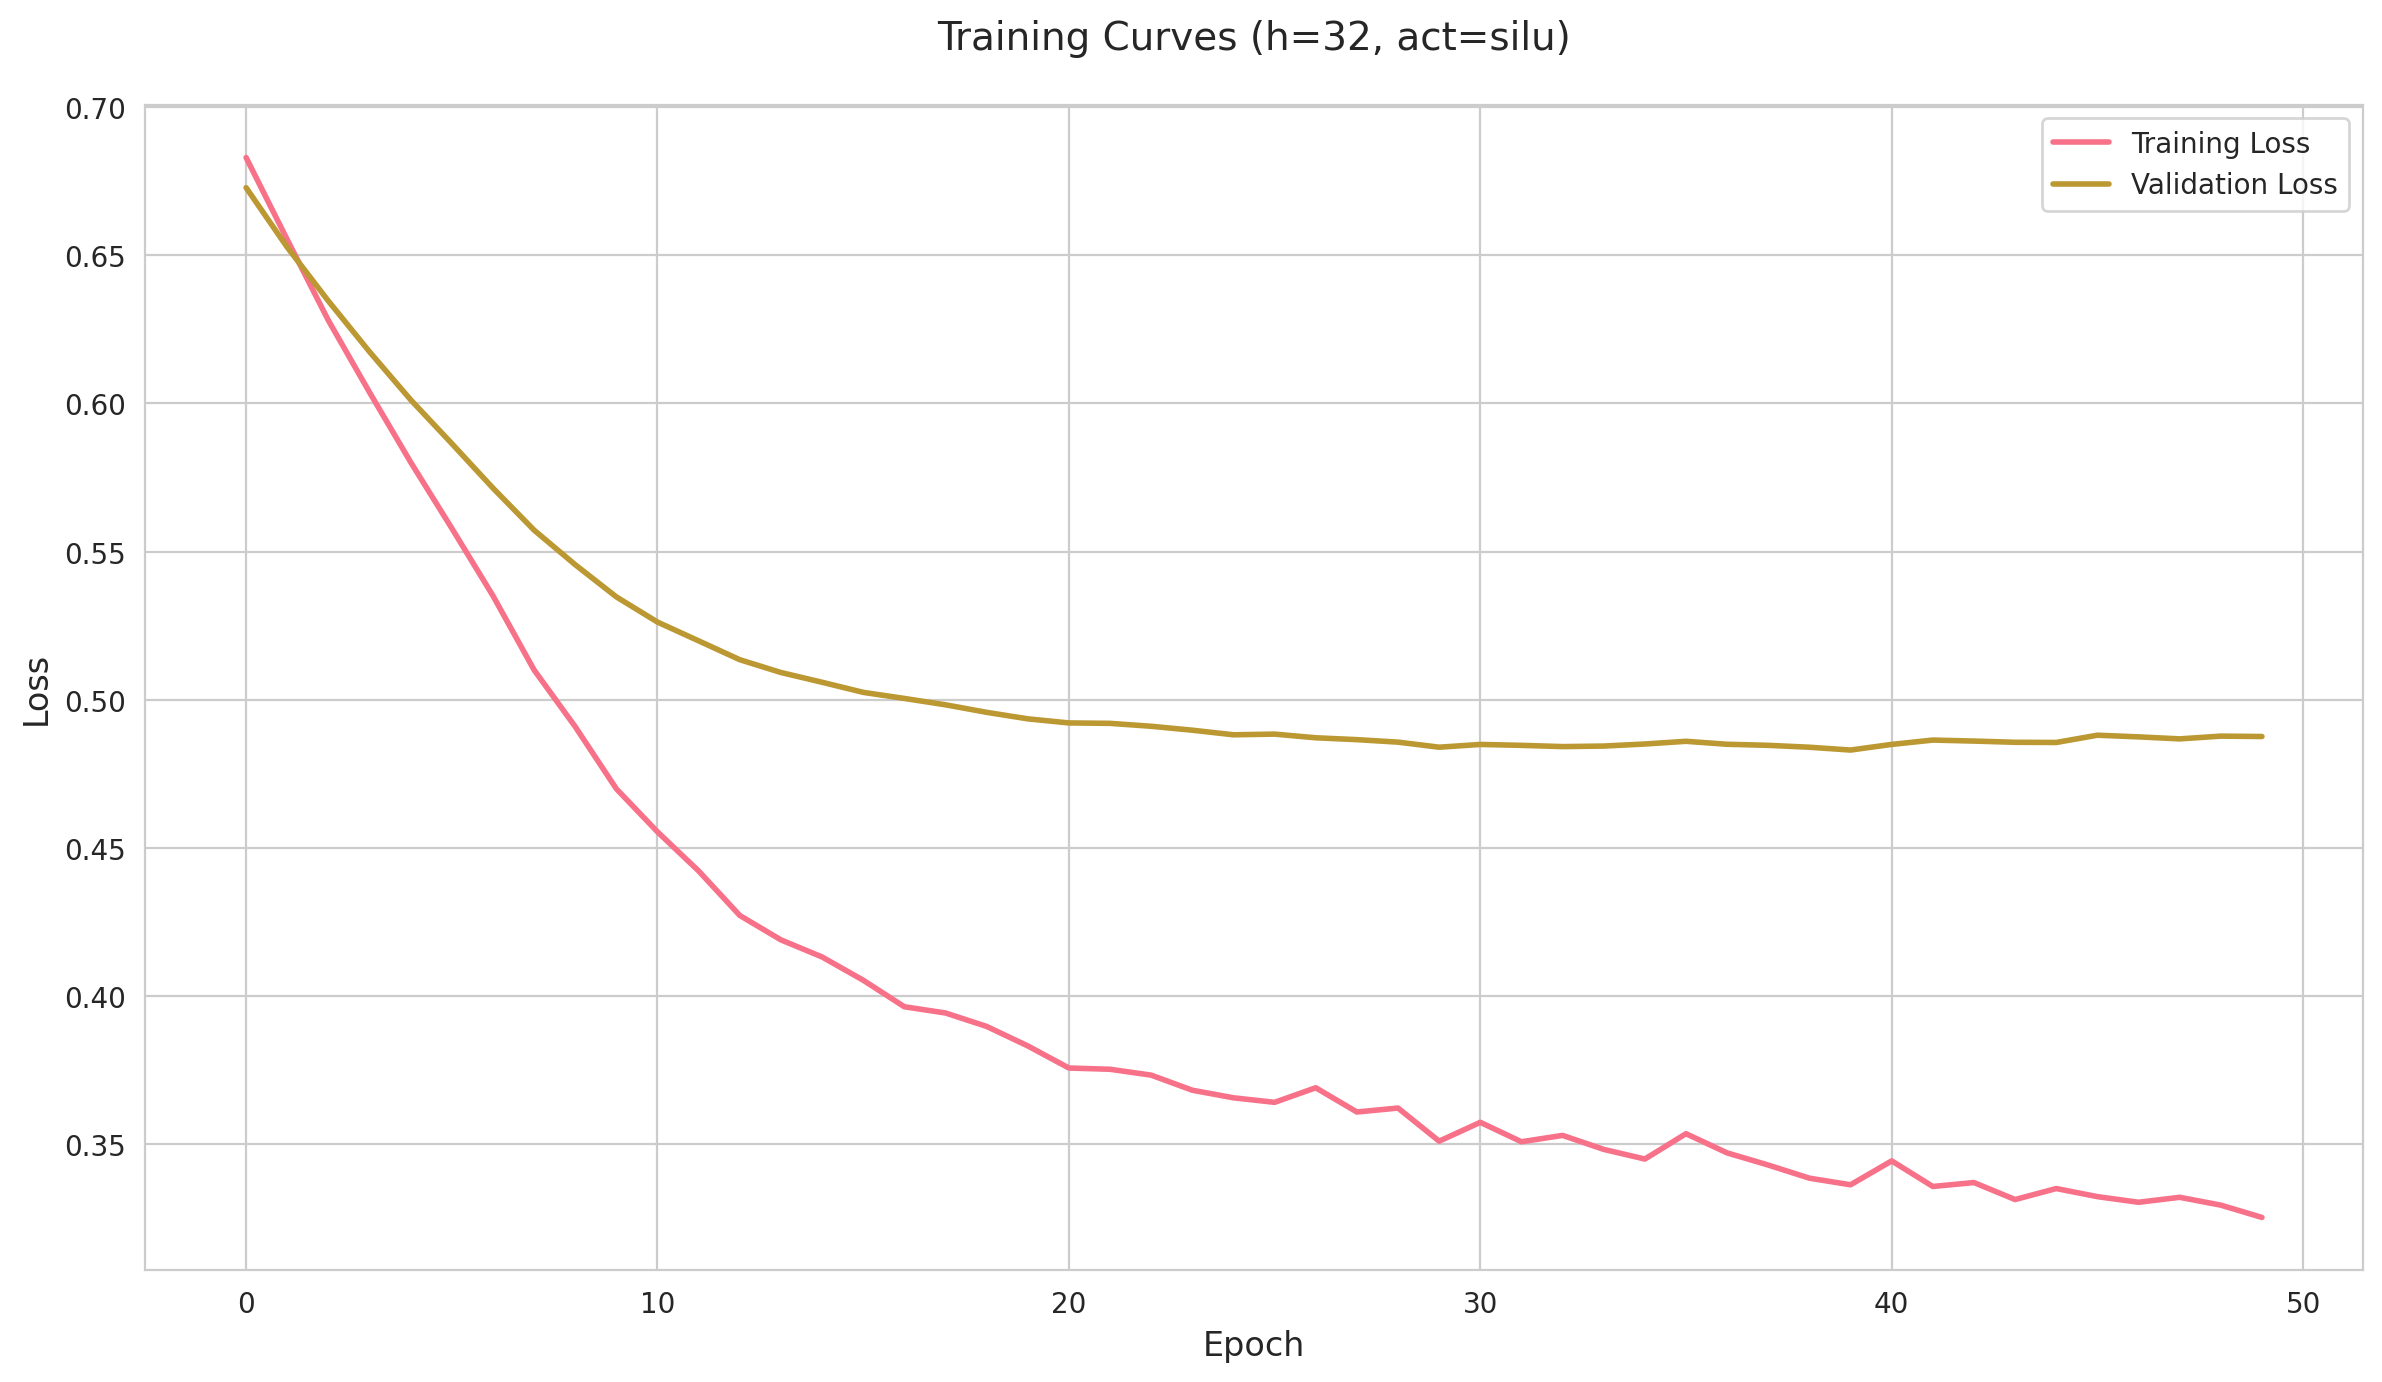 Training Curves (h=32, act=silu)
Training Loss
Validation Loss
0.70
0.65
0.60
0.55
0.50
0.45
0.40
0.35
Loss
0 10 20 30 40 50
Epoch